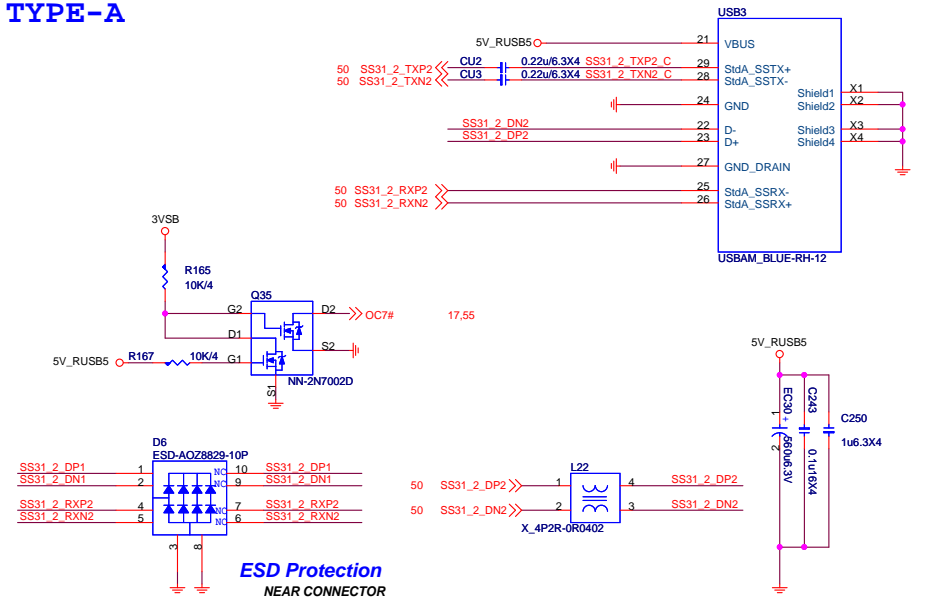 TYPE-A
USB3
5V_RUSB5
21 VBUS
50 SS31_2_TXP2 CU2 0.22u/6.3X4 SS31_2_TXP2_C 29 StdA_SSTX+
50 SS31_2_TXN2 CU3 0.22u/6.3X4 SS31_2_TXN2_C 28 StdA_SSTX-
Shield1 X1
24 GND Shield2 X2
SS31_2_DN2 22 D- Shield3 X3
SS31_2_DP2 23 D+ Shield4 X4
27 GND_DRAIN
50 SS31_2_RXP2 25 StdA_SSRX-
50 SS31_2_RXN2 26 StdA_SSRX+
USBAM_BLUE-RH-12
3VSB
R165
10K/4
Q35
G2 D2 OC7# 17,55
D1 S2
5V_RUSB5 R167 10K/4 G1
NN-2N7002D
S1
5V_RUSB5
EC30 + 1 2 560u6.3V
C243 0.1u16X4
C250
1u6.3X4
D6
ESD-AOZ8829-10P
SS31_2_DP1 1 NC 10 SS31_2_DP1
SS31_2_DN1 2 NC 9 SS31_2_DN1
SS31_2_RXP2 4 NC 7 SS31_2_RXP2
SS31_2_RXN2 5 NC 6 SS31_2_RXN2
3 8
L22
50 SS31_2_DP2 1 4 SS31_2_DP2
50 SS31_2_DN2 2 3 SS31_2_DN2
X_4P2R-0R0402
ESD Protection
NEAR CONNECTOR